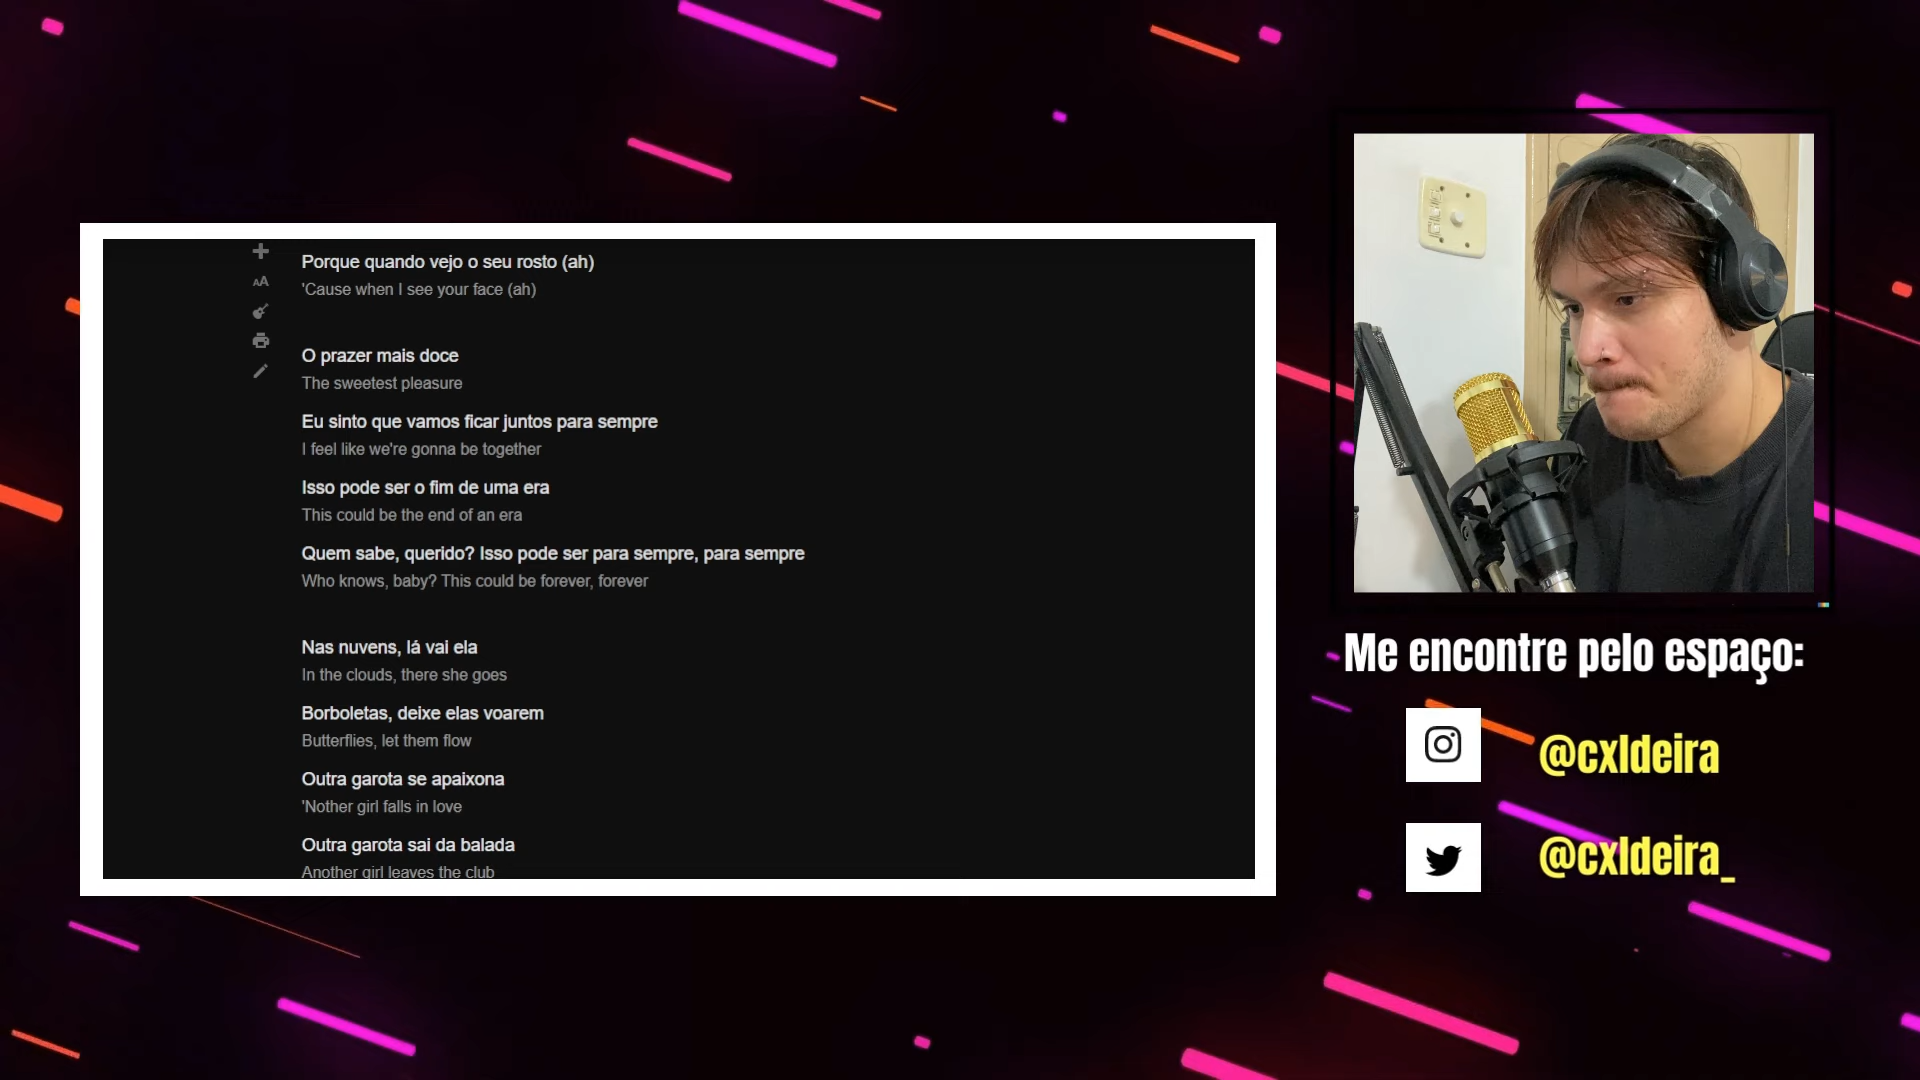 Porque quando vejo o seu rosto (ah)
'Cause when I see your face (ah)
O prazer mais doce
The sweetest pleasure
Eu sinto que vamos ficar juntos para sempre
I feel like we're gonna be together
Isso pode ser o fim de uma era
This could be the end of an era
Quem sabe, querido? Isso pode ser para sempre, para sempre
Who knows, baby? This could be forever, forever
Nas nuvens, lá vai ela
In the clouds, there she goes
Borboletas, deixe elas voarem
Butterflies, let them flow
Outra garota se apaixona
'Nother girl falls in love
Outra garota sai da balada
Another girl leaves the club
AA
Me encontre pelo espaço:
@cxldeira
@cxldeira_